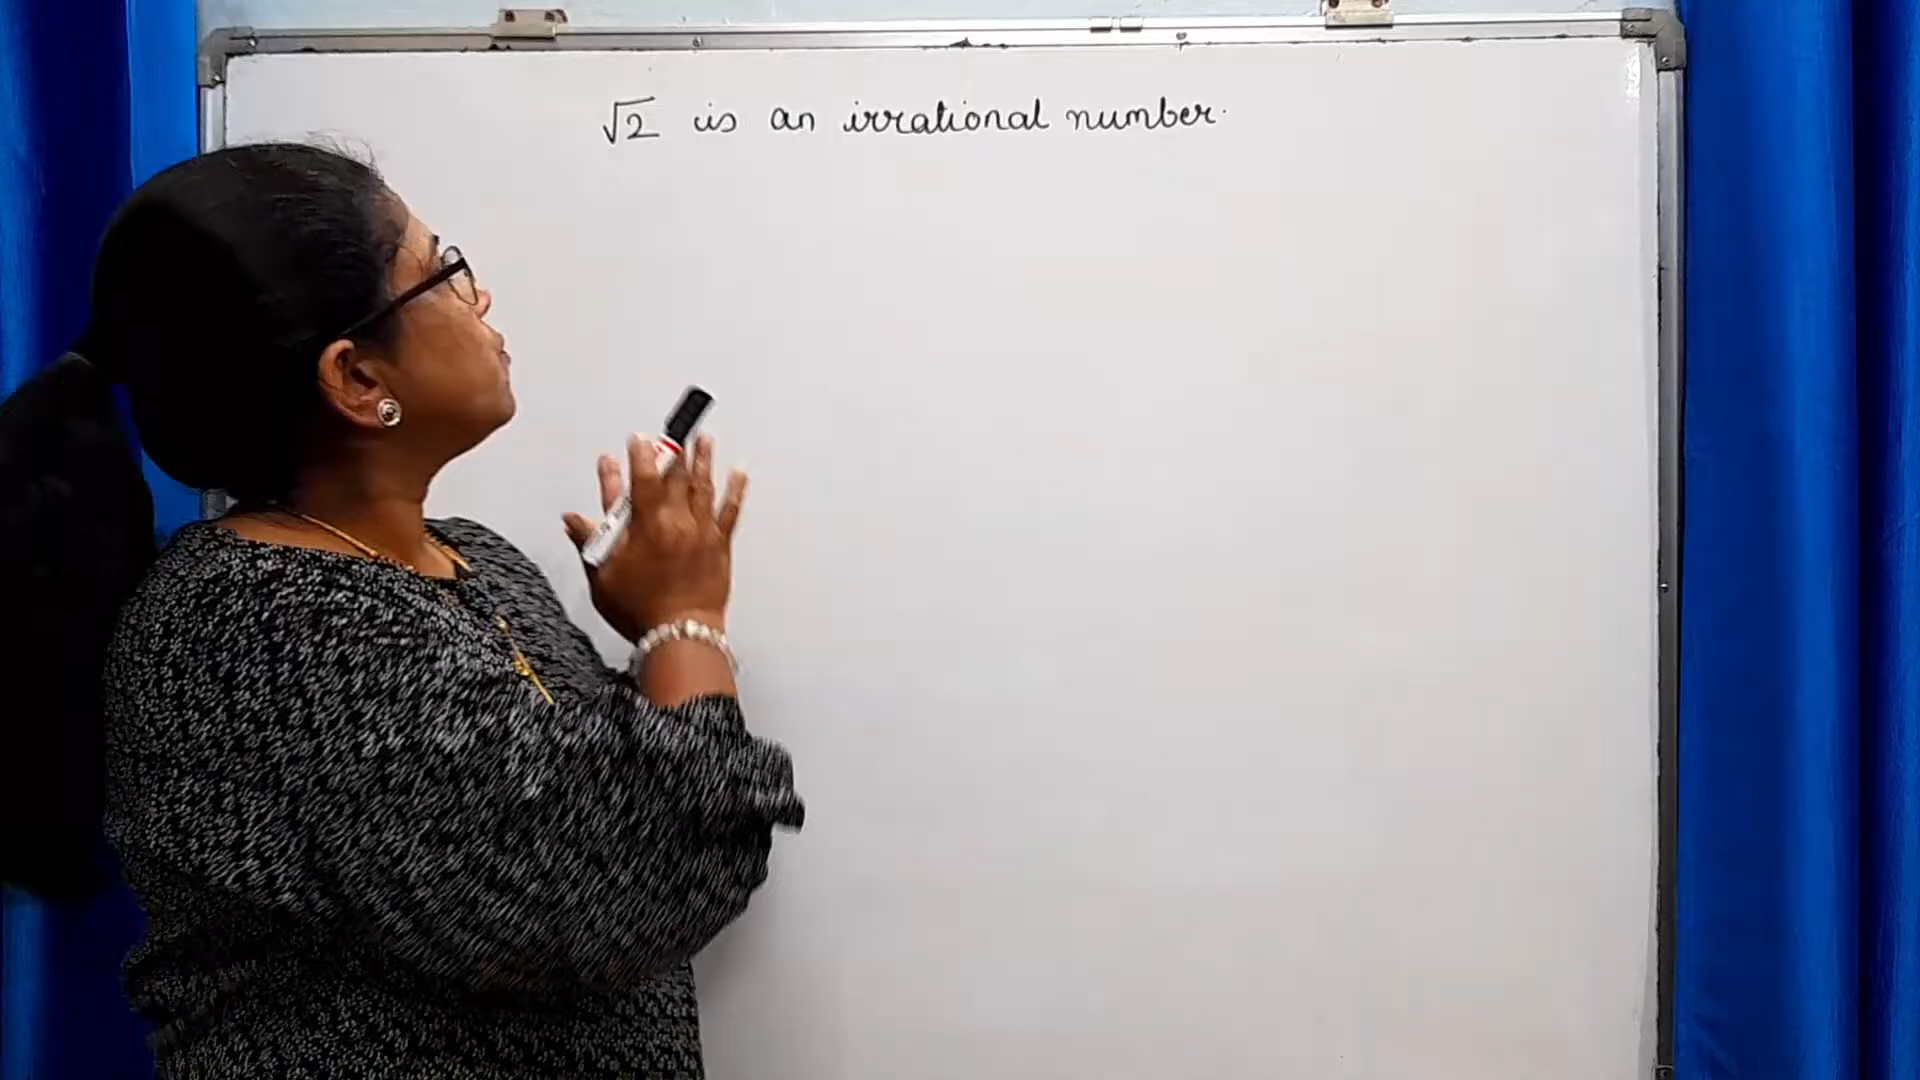 √2 is an irrational number.